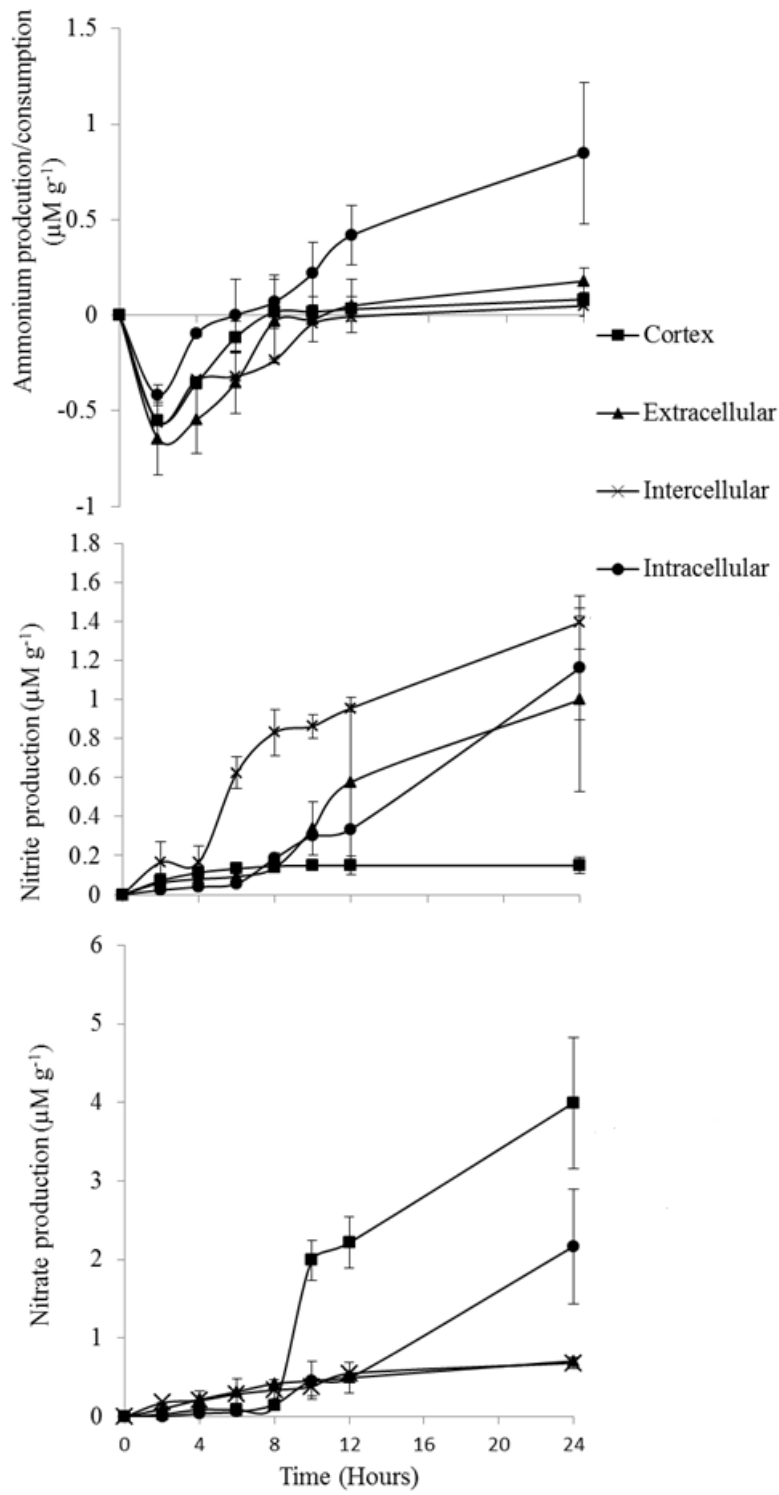 Ammonium prodcution/consumption
(µM g⁻¹)
1.5
1
0.5
0
-0.5
-1
Cortex
Extracellular
Intercellular
Intracellular
Nitrite production (µM g⁻¹)
1.8
1.6
1.4
1.2
1
0.8
0.6
0.4
0.2
0
Nitrate production (µM g⁻¹)
6
5
4
3
2
1
0
0 4 8 12 20 24
Time (Hours)